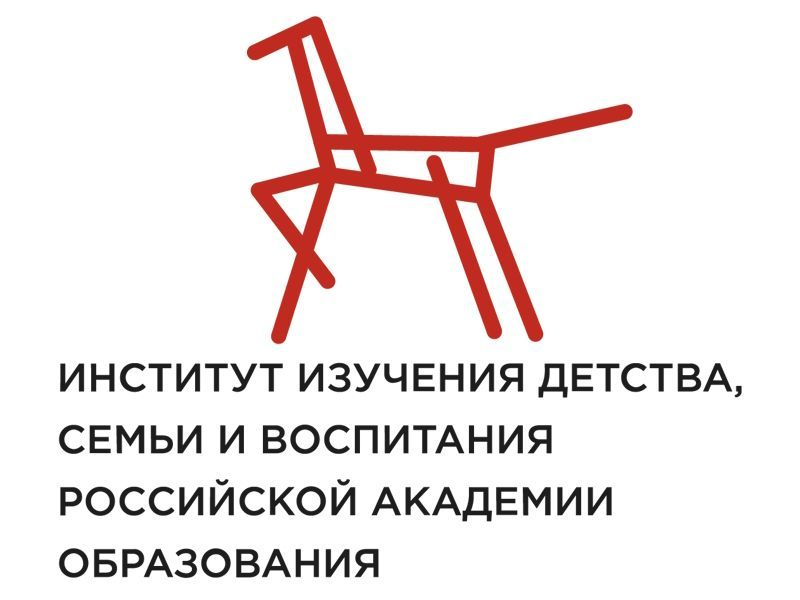 ИНСТИТУТ ИЗУЧЕНИЯ ДЕТСТВА,
СЕМЬИ И ВОСПИТАНИЯ
РОССИЙСКОЙ АКАДЕМИИ
ОБРАЗОВАНИЯ